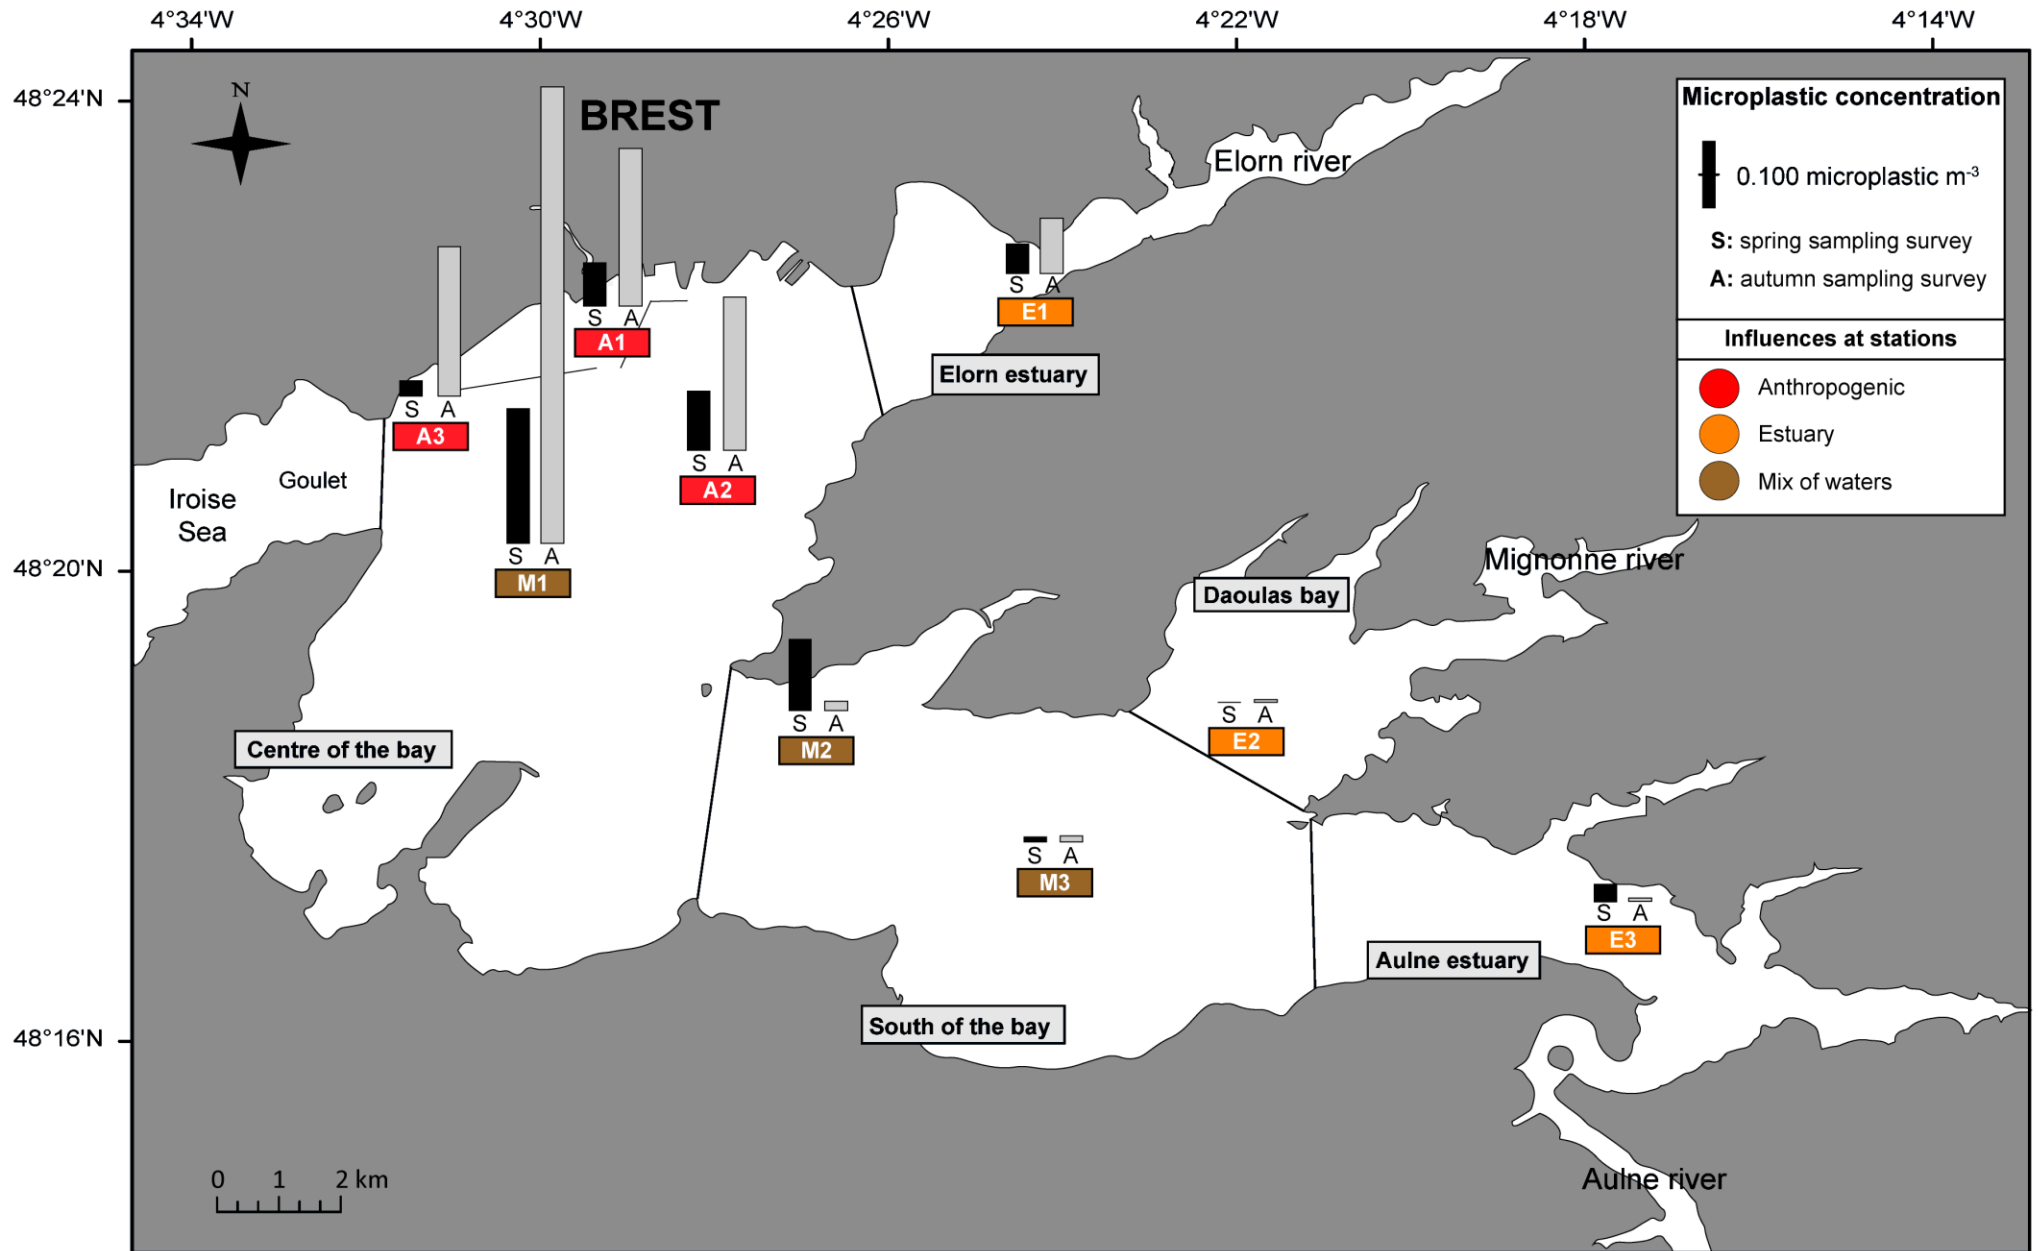 4°34'W 4°30'W 4°26'W 4°22'W 4°18'W 4°14'W
48°24'N
N
BREST
Microplastic concentration
0.100 microplastic m⁻³
S: spring sampling survey
A: autumn sampling survey
Influences at stations
Anthropogenic
Estuary
Mix of waters
Elorn river
S A
E1
Elorn estuary
S A
A1
S A
A3
S A
A2
Goulet
Iroise
Sea
S A
M1
48°20'N
Mignonne river
Daoulas bay
S A
M2
S A
E2
Centre of the bay
S A
M3
S A
E3
Aulne estuary
South of the bay
48°16'N
Aulne river
0 1 2 km